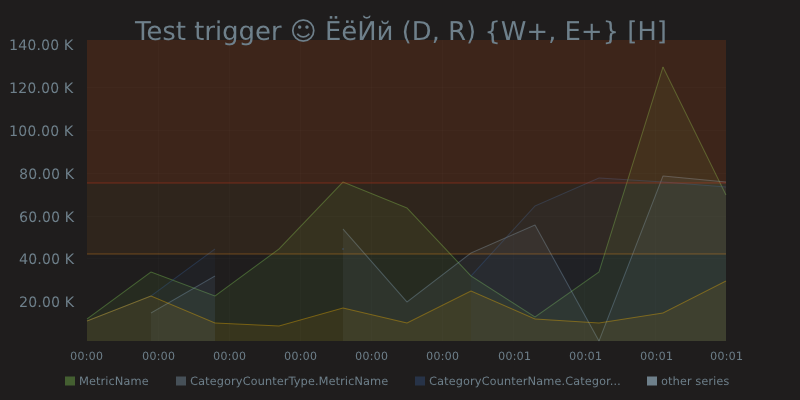 Test trigger ☺ ЁёЙй (D, R) {W+, E+} [H]
140.00 K
120.00 K
100.00 K
80.00 K
60.00 K
40.00 K
20.00 K
00:00 00:00 00:00 00:00 00:00 00:00 00:01 00:01 00:01 00:01
MetricName CategoryCounterType.MetricName CategoryCounterName.Categor... other series